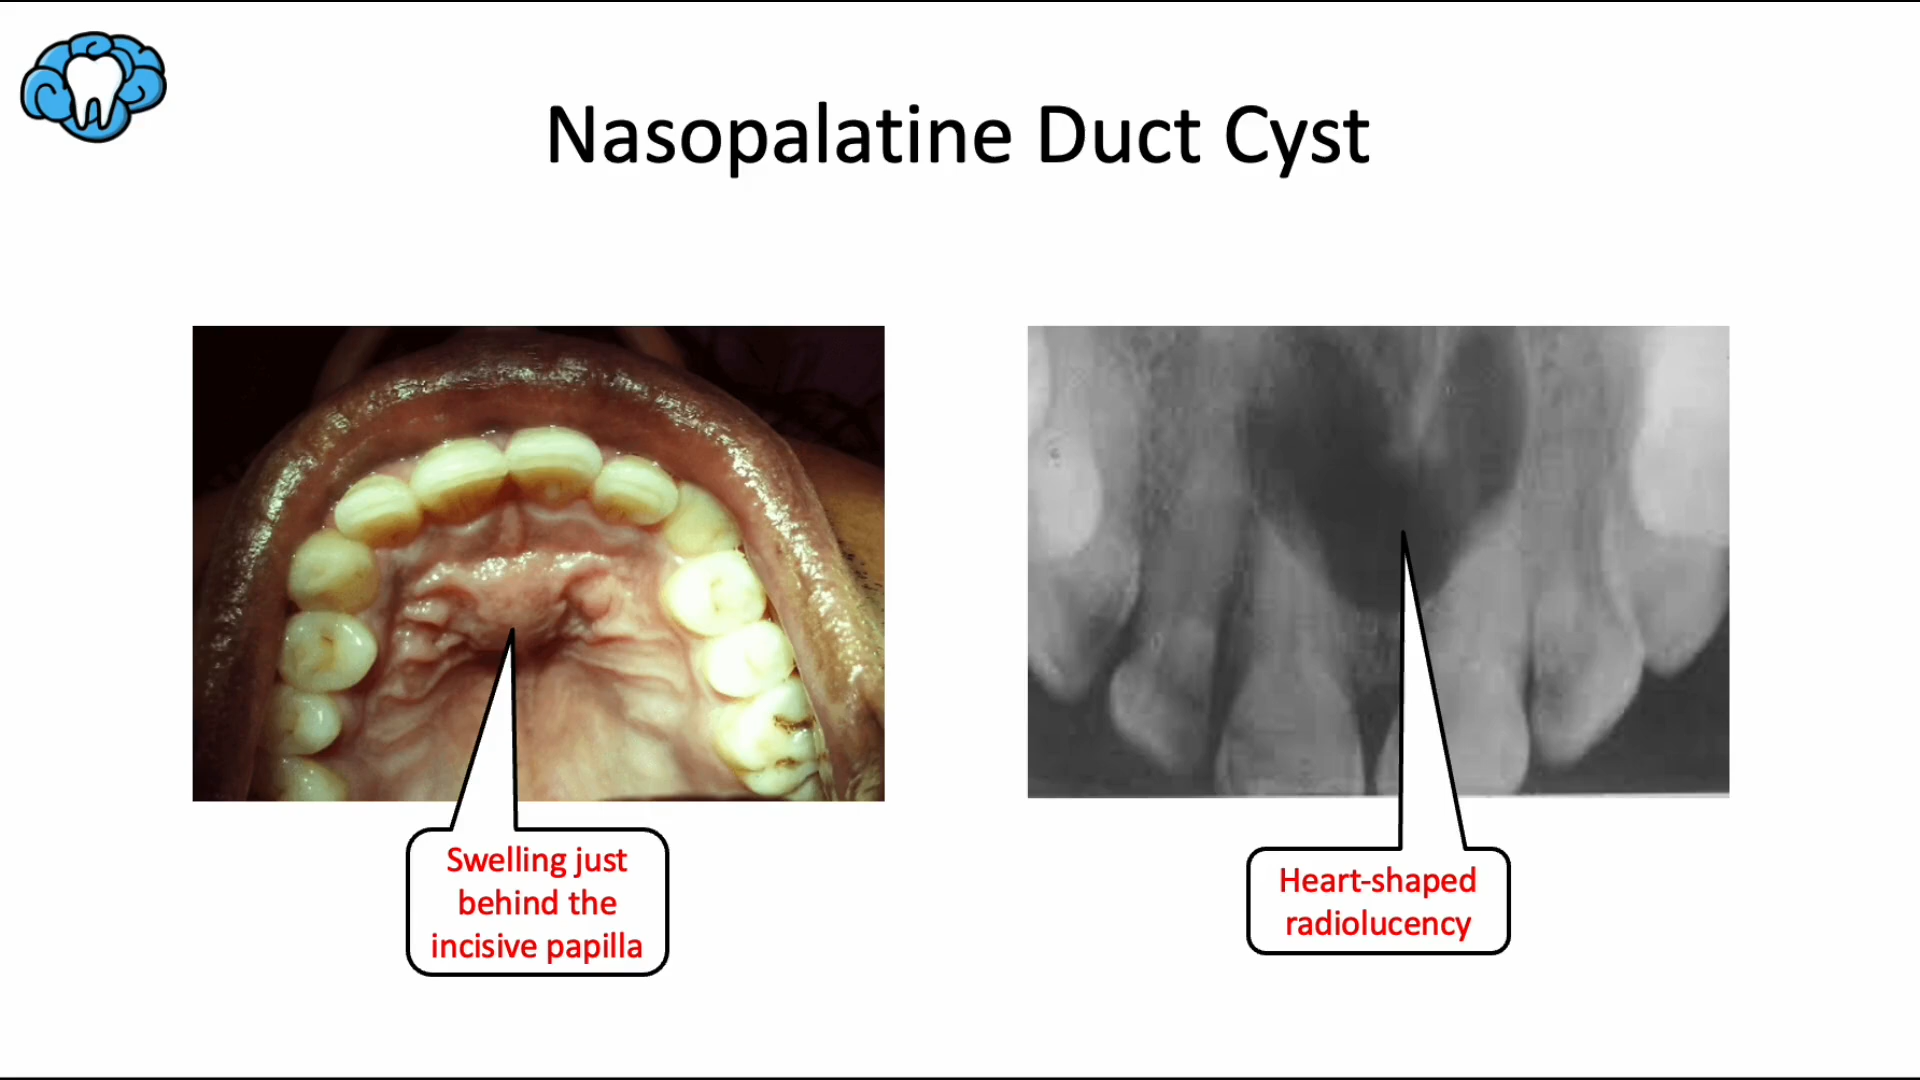 Nasopalatine Duct Cyst
Swelling just
behind the
incisive papilla
Heart-shaped
radiolucency